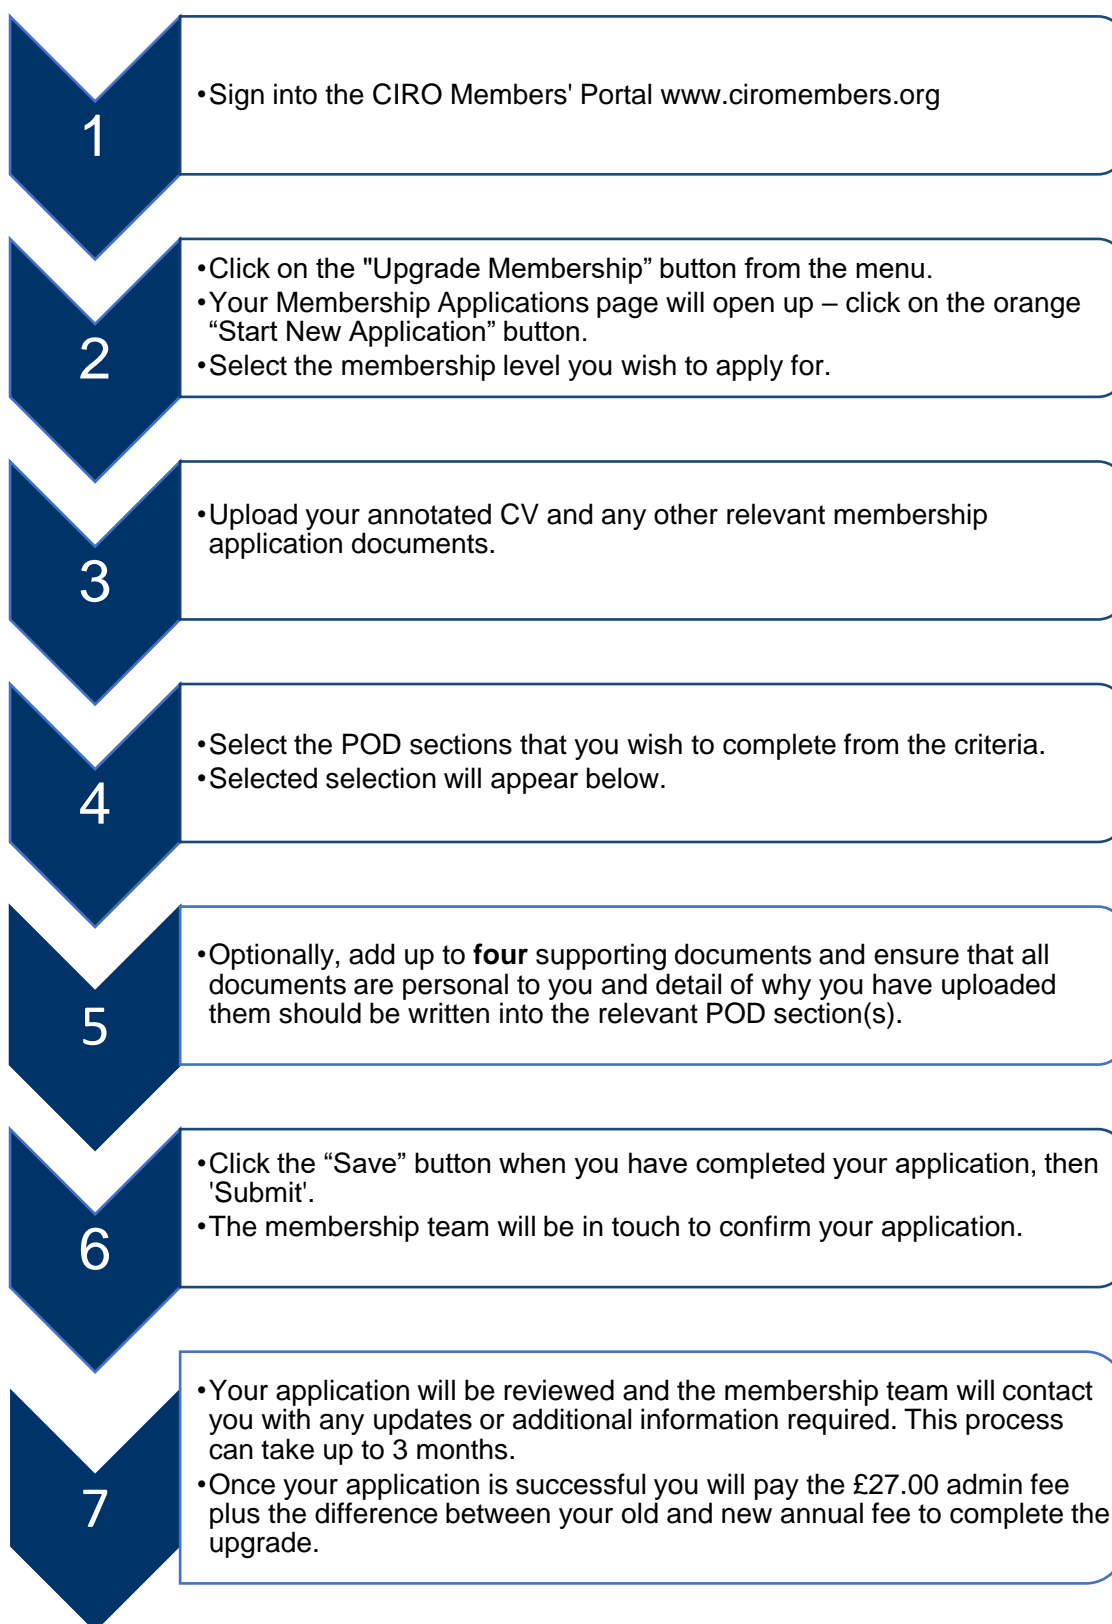 1
•Sign into the CIRO Members' Portal www.ciromembers.org
2
•Click on the "Upgrade Membership” button from the menu.
•Your Membership Applications page will open up – click on the orange
“Start New Application” button.
•Select the membership level you wish to apply for.
3
•Upload your annotated CV and any other relevant membership
application documents.
4
•Select the POD sections that you wish to complete from the criteria.
•Selected selection will appear below.
5
•Optionally, add up to four supporting documents and ensure that all
documents are personal to you and detail of why you have uploaded
them should be written into the relevant POD section(s).
6
•Click the “Save” button when you have completed your application, then
'Submit'.
•The membership team will be in touch to confirm your application.
7
•Your application will be reviewed and the membership team will contact
you with any updates or additional information required. This process
can take up to 3 months.
•Once your application is successful you will pay the £27.00 admin fee
plus the difference between your old and new annual fee to complete the
upgrade.